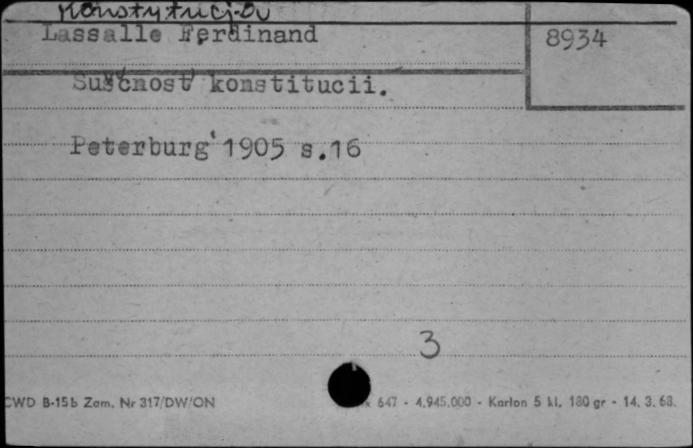 Konstytucja
Lassalle Ferdinand
8934
Suščnost' konstitucii.
Peterburg' 1905 s.16
3
CWD B-15b Zam. Nr 317/DW/ON
647 - 4.945.000 - Karton 5 kl. 180 gr - 14. 3. 68.